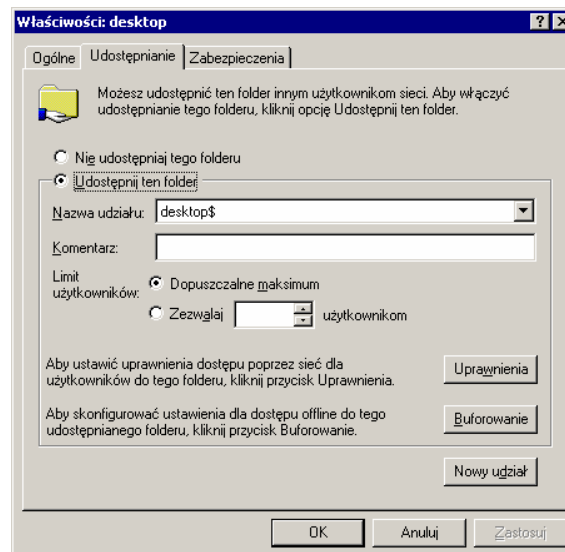 Właściwości: desktop
Ogólne Udostępnianie Zabezpieczenia
Możesz udostępnić ten folder innym użytkownikom sieci. Aby włączyć
udostępnianie tego folderu, kliknij opcję Udostępnij ten folder.
Nie udostępniaj tego folderu
Udostępnij ten folder
Nazwa udziału: desktop$
Komentarz:
Limit
użytkowników:
Dopuszczalne maksimum
Zezwalaj użytkownikom
Aby ustawić uprawnienia dostępu poprzez sieć dla
użytkowników do tego folderu, kliknij przycisk Uprawnienia.
Uprawnienia
Aby skonfigurować ustawienia dla dostępu offline do tego
udostępnianego folderu, kliknij przycisk Buforowanie.
Buforowanie
Nowy udział
OK Anuluj Zastosuj